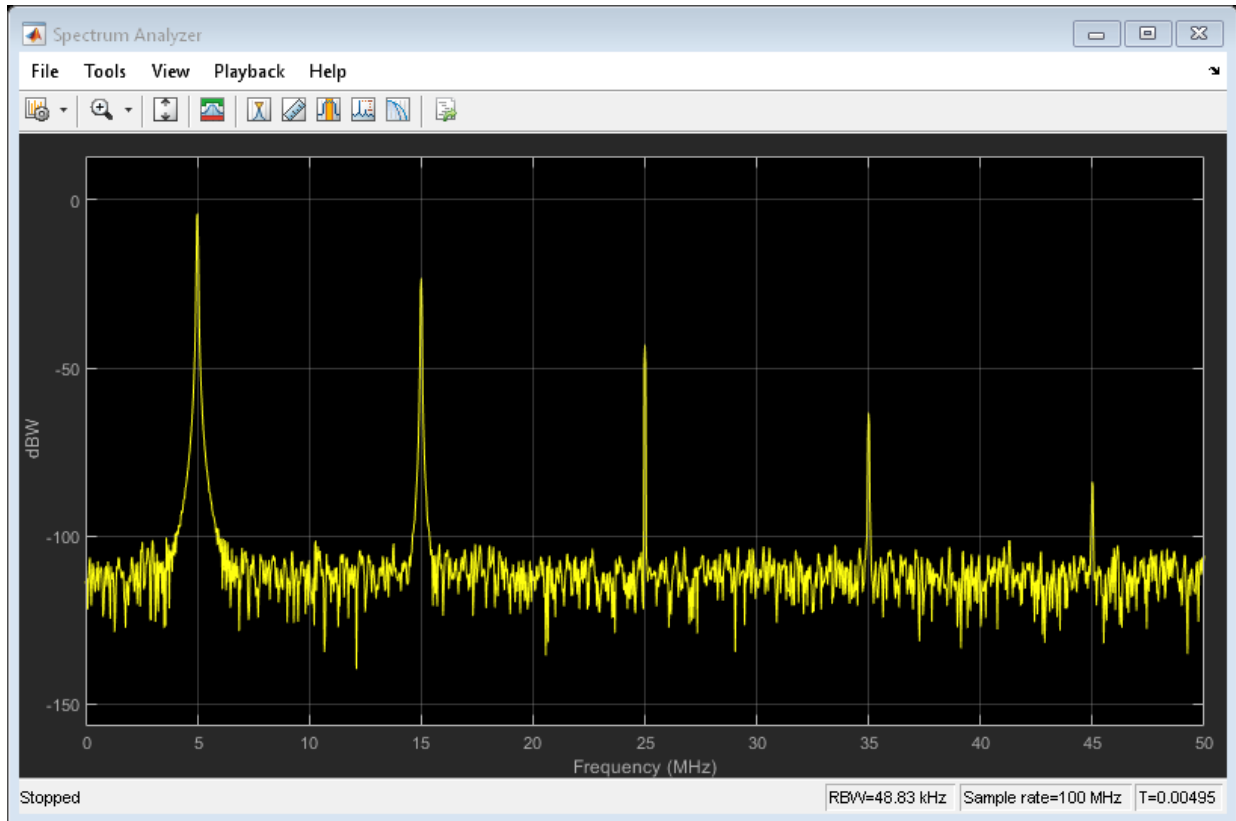 Spectrum Analyzer
File Tools View Playback Help
0
-50
-100
-150
dBW
0 5 10 15 20 25 30 35 40 45 50
Frequency (MHz)
Stopped RBW=48.83 kHz Sample rate=100 MHz T=0.00495